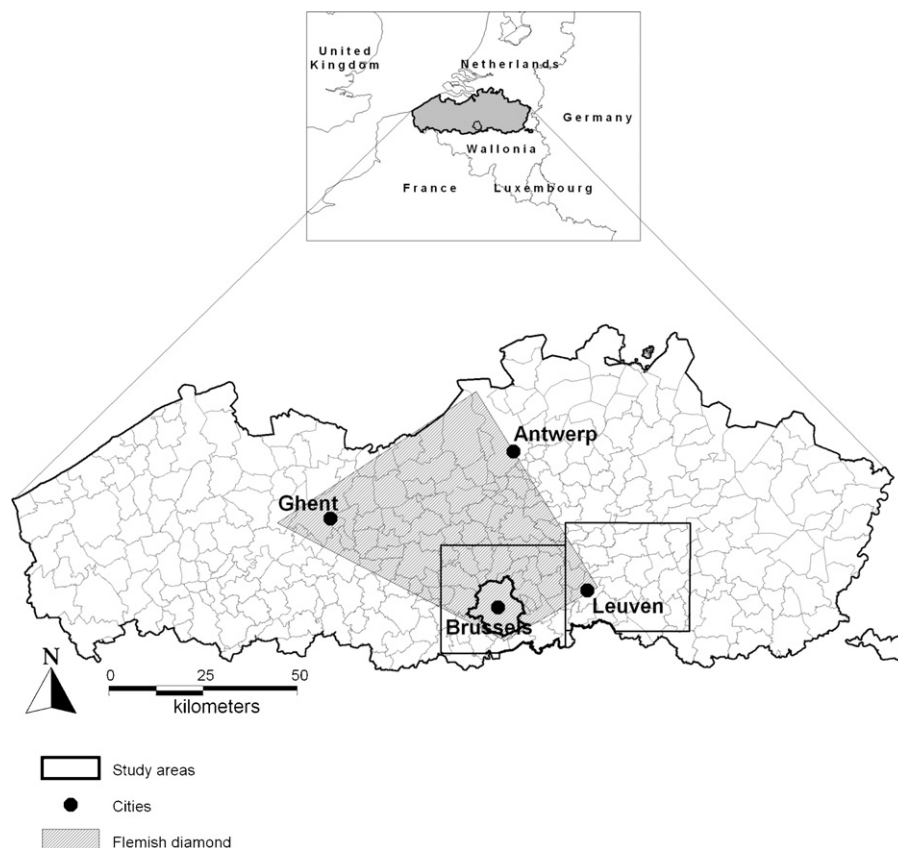 United
Kingdom
Netherlands
Germany
Wallonia
France
Luxembourg
Antwerp
Ghent
Leuven
Brussels
N
0 25 50
kilometers
Study areas
Cities
Flemish diamond